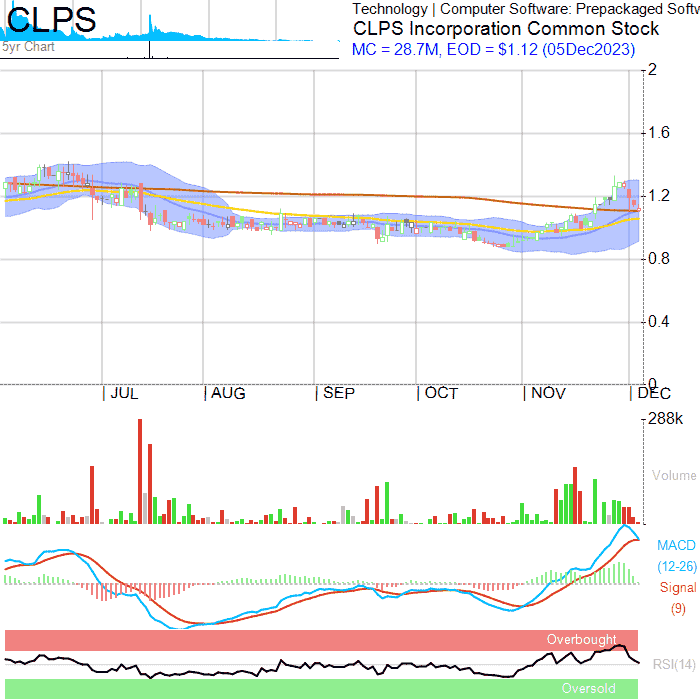 CLPS
Technology | Computer Software: Prepackaged Softw
CLPS Incorporation Common Stock
5yr Chart
MC = 28.7M, EOD = $1.12 (05Dec2023)
2
1.6
1.2
0.8
0.4
0
JUL
AUG
SEP
OCT
NOV
DEC
288k
Volume
MACD
(12-26)
Signal
(9)
Overbought
RSI(14)
Oversold